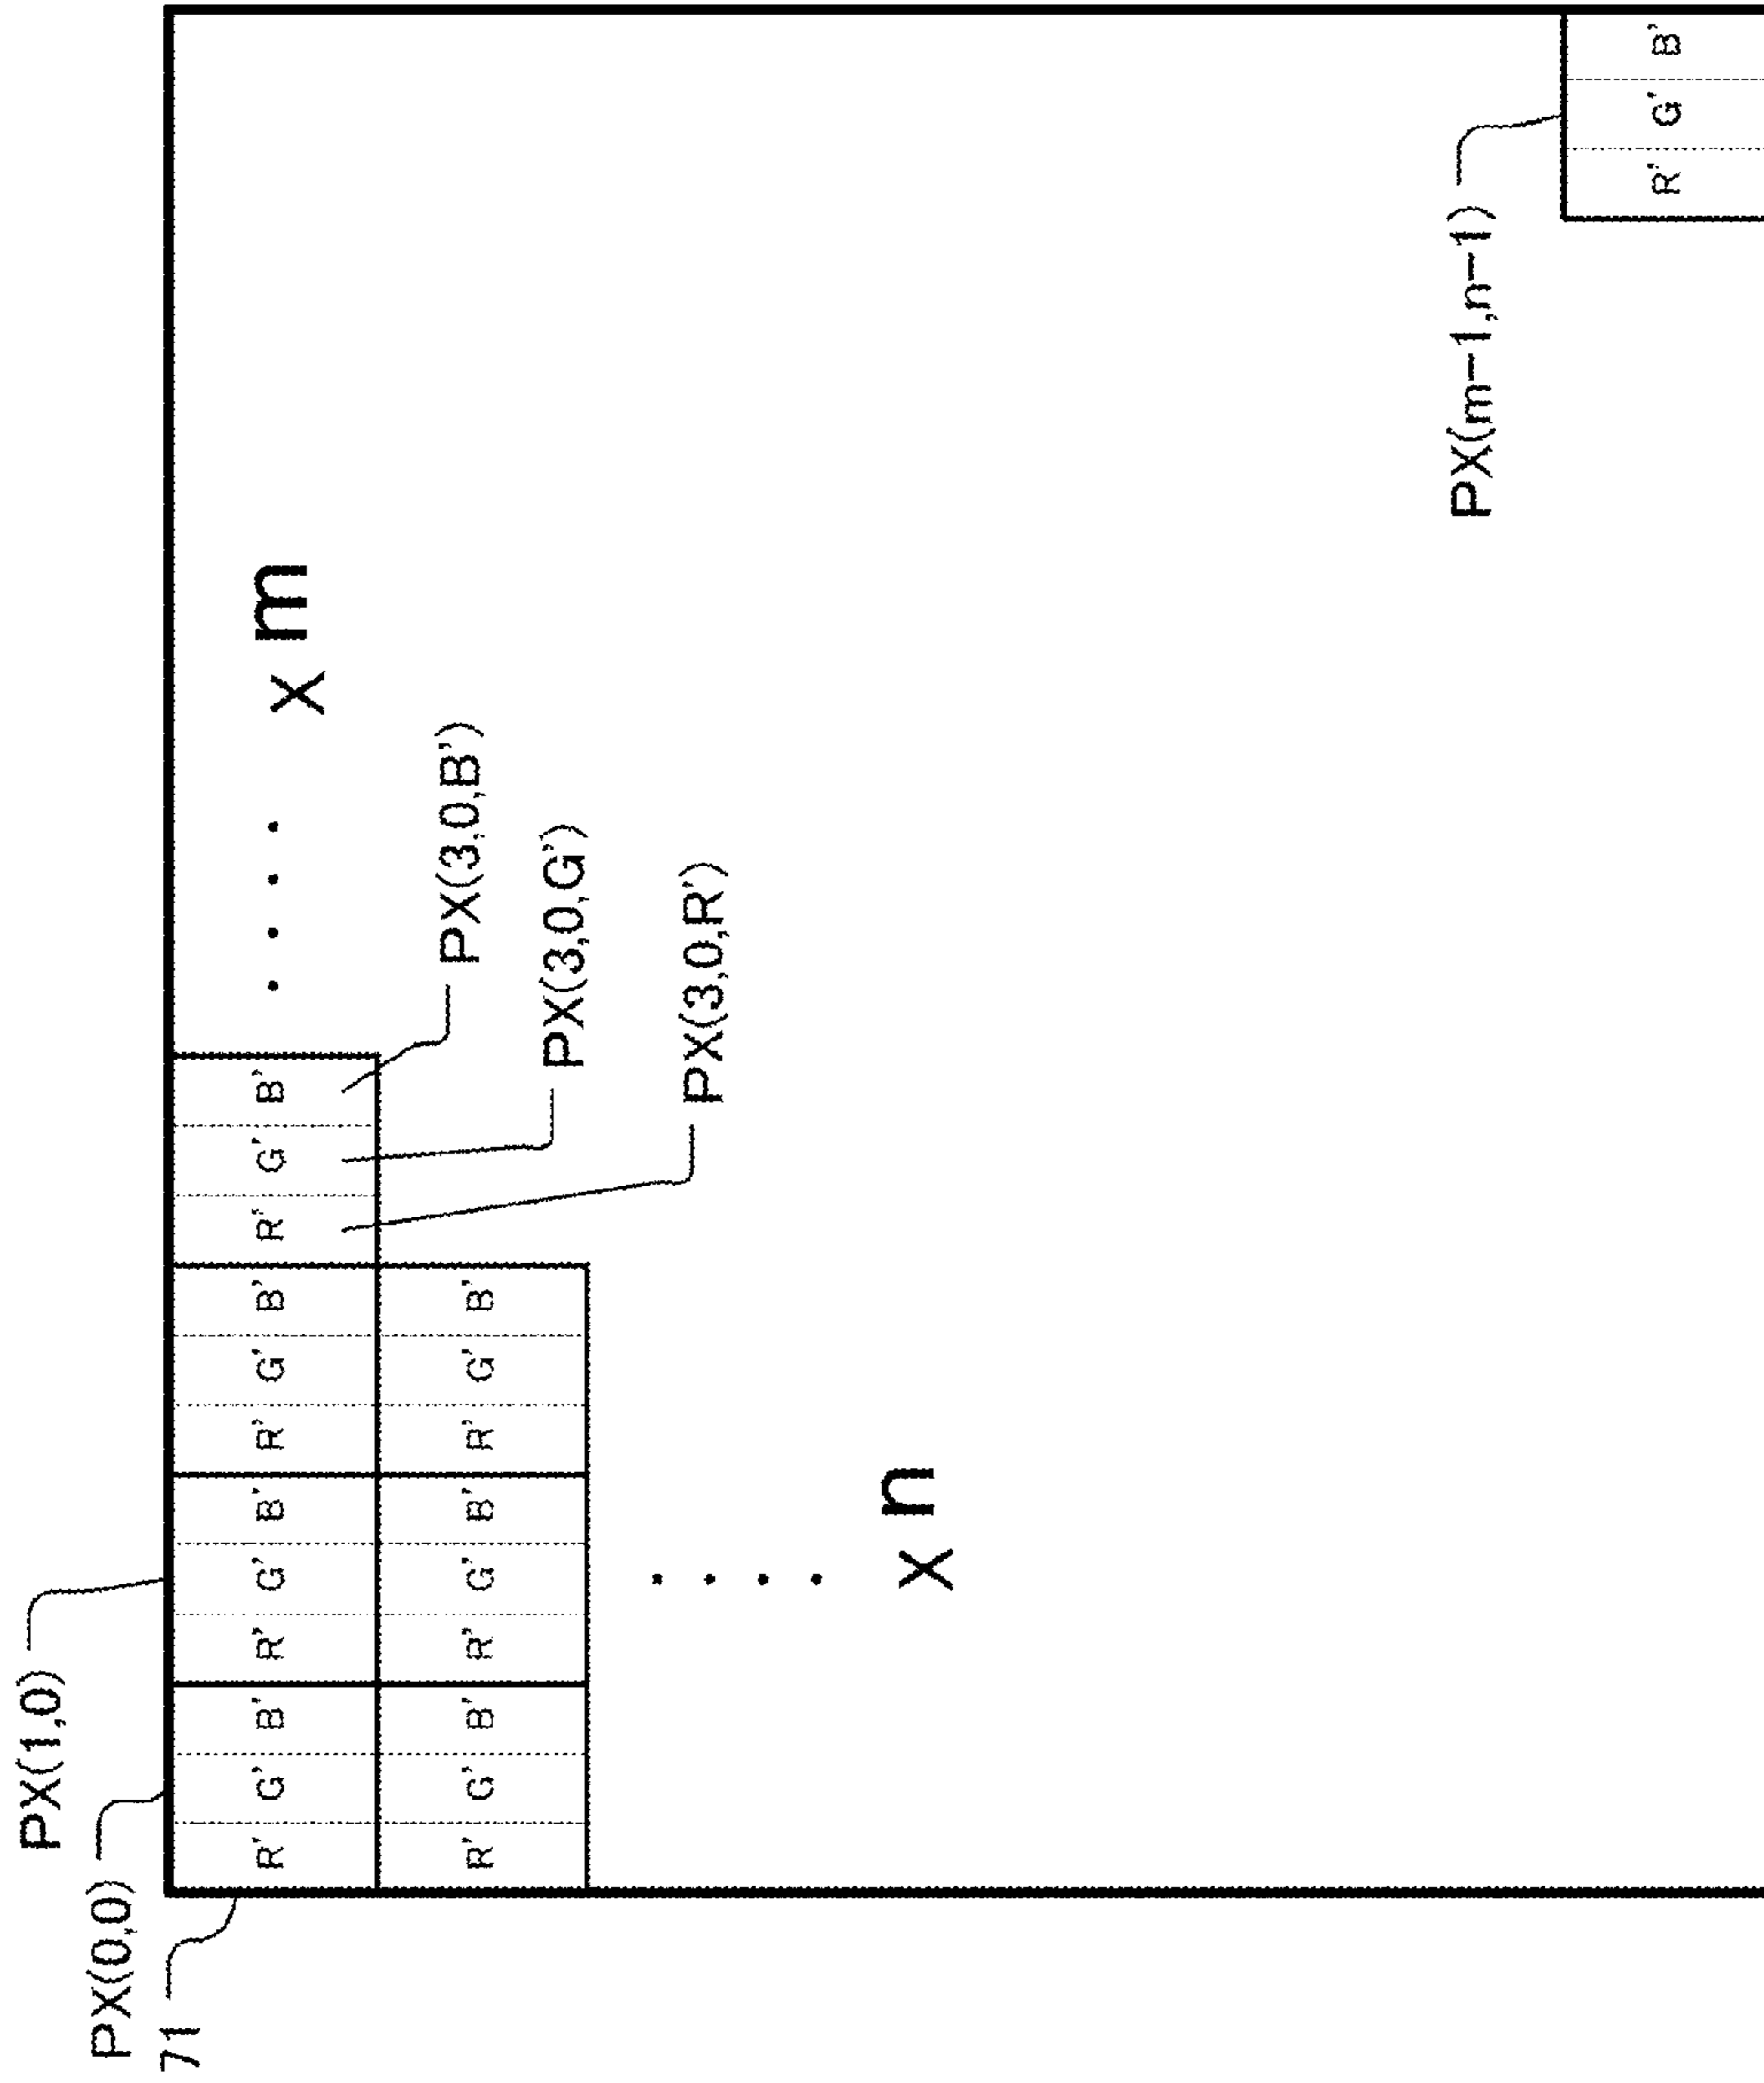 PX(1,0)
PX(0,0)
71
R' G' B' R' G' B' R' G' B' R' G' B' . . . . x m
PX(3,0,B')
R' G' B' R' G' B' R' G' B'
PX(3,0,G')
PX(3,0,R')
. . . .
x n
PX(m-1,n-1)
R' G' B'